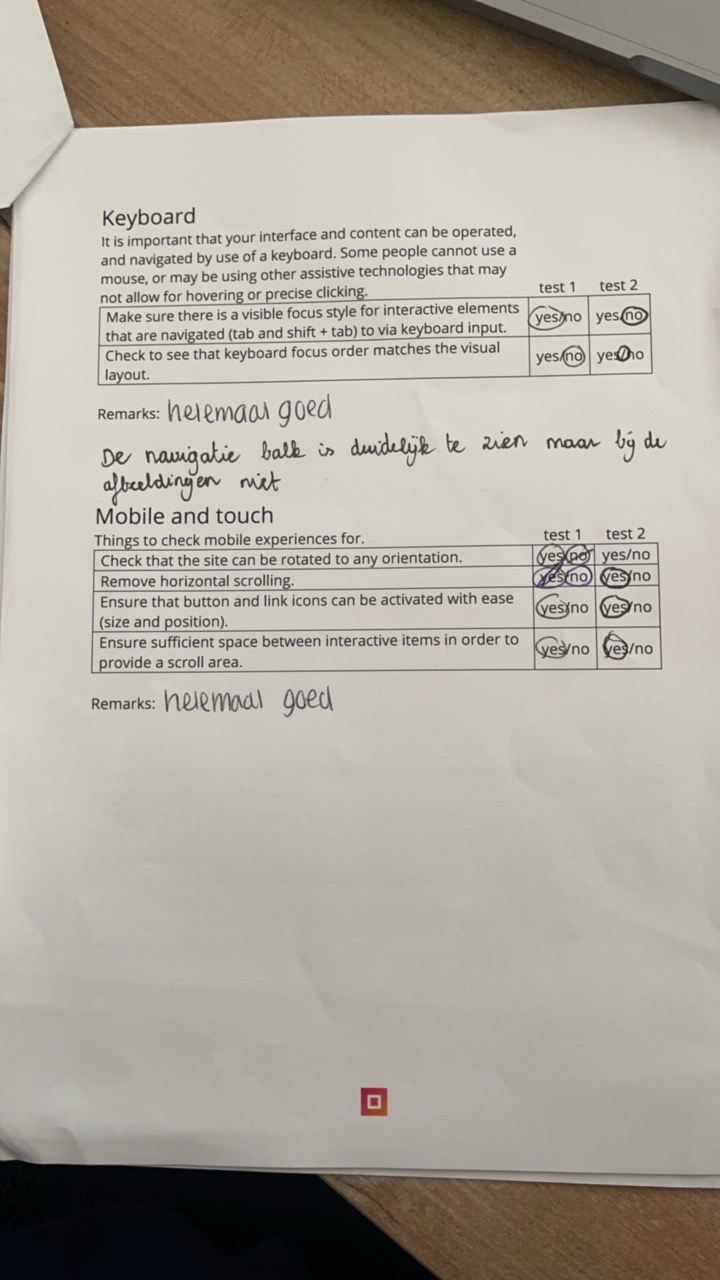 Keyboard
It is important that your interface and content can be operated,
and navigated by use of a keyboard. Some people cannot use a
mouse, or may be using other assistive technologies that may
not allow for hovering or precise clicking.
test 1 test 2
Make sure there is a visible focus style for interactive elements
that are navigated (tab and shift + tab) to via keyboard input.
yes/no yes/no
Check to see that keyboard focus order matches the visual
layout.
yes/no yes/no
Remarks: helemaal goed
De navigatie balk is duidelijk te zien maar bij de
afbeeldingen niet
Mobile and touch
Things to check mobile experiences for.
test 1 test 2
Check that the site can be rotated to any orientation. yes/no yes/no
Remove horizontal scrolling. yes/no yes/no
Ensure that button and link icons can be activated with ease
(size and position).
yes/no yes/no
Ensure sufficient space between interactive items in order to
provide a scroll area.
yes/no yes/no
Remarks: helemaal goed